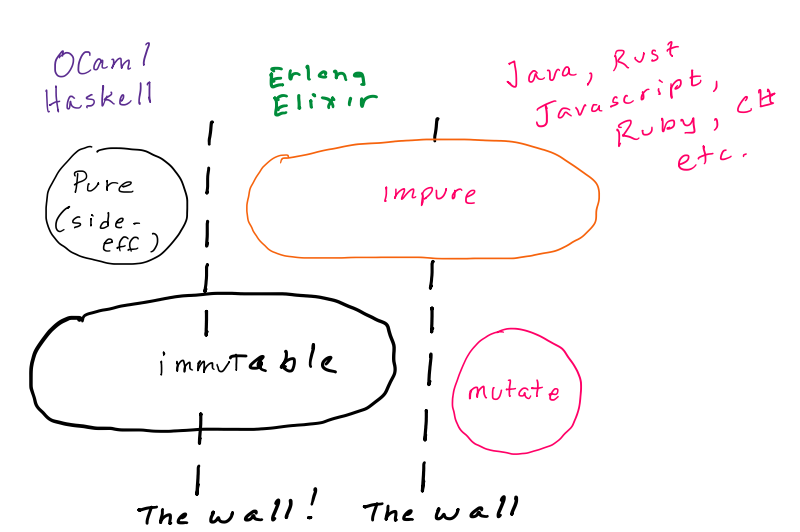 OCaml
Haskell
Erlang
Elixir
Java, Rust
Javascript,
Ruby, C#
etc.
Pure
(side-
eff)
impure
immutable
mutate
The wall!
The wall